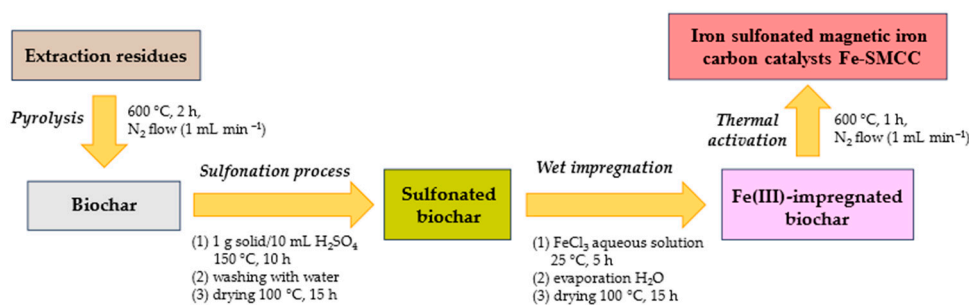 Extraction residues
Pyrolysis
600 °C, 2 h,
N₂ flow (1 mL min ⁻¹)
Biochar
Sulfonation process
(1) 1 g solid/10 mL H₂SO₄
150 °C, 10 h
(2) washing with water
(3) drying 100 °C, 15 h
Sulfonated
biochar
Wet impregnation
(1) FeCl₃ aqueous solution
25 °C, 5 h
(2) evaporation H₂O
(3) drying 100 °C, 15 h
Fe(III)-impregnated
biochar
Thermal
activation
600 °C, 1 h,
N₂ flow (1 mL min⁻¹)
Iron sulfonated magnetic iron
carbon catalysts Fe-SMCC